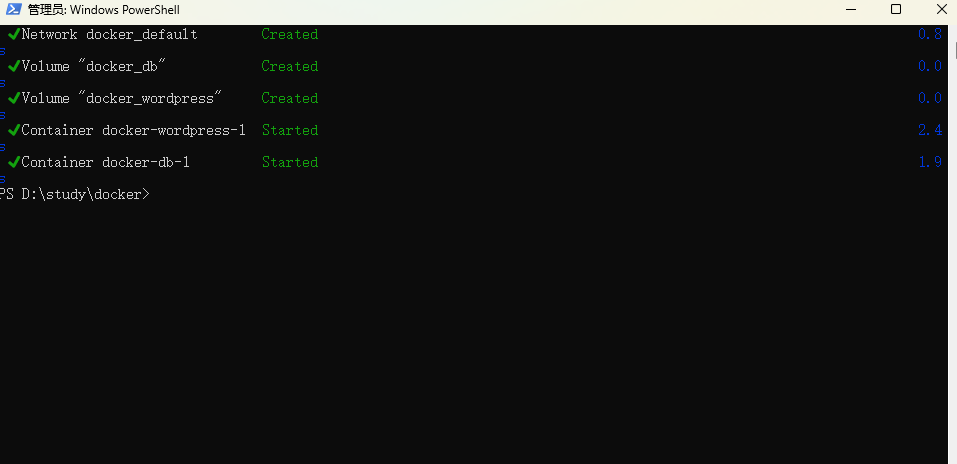 管理员: Windows PowerShell
✔Network docker_default Created 0.8
s
✔Volume "docker_db" Created 0.0
s
✔Volume "docker_wordpress" Created 0.0
s
✔Container docker-wordpress-1 Started 2.4
s
✔Container docker-db-1 Started 1.9
s
PS D:\study\docker>